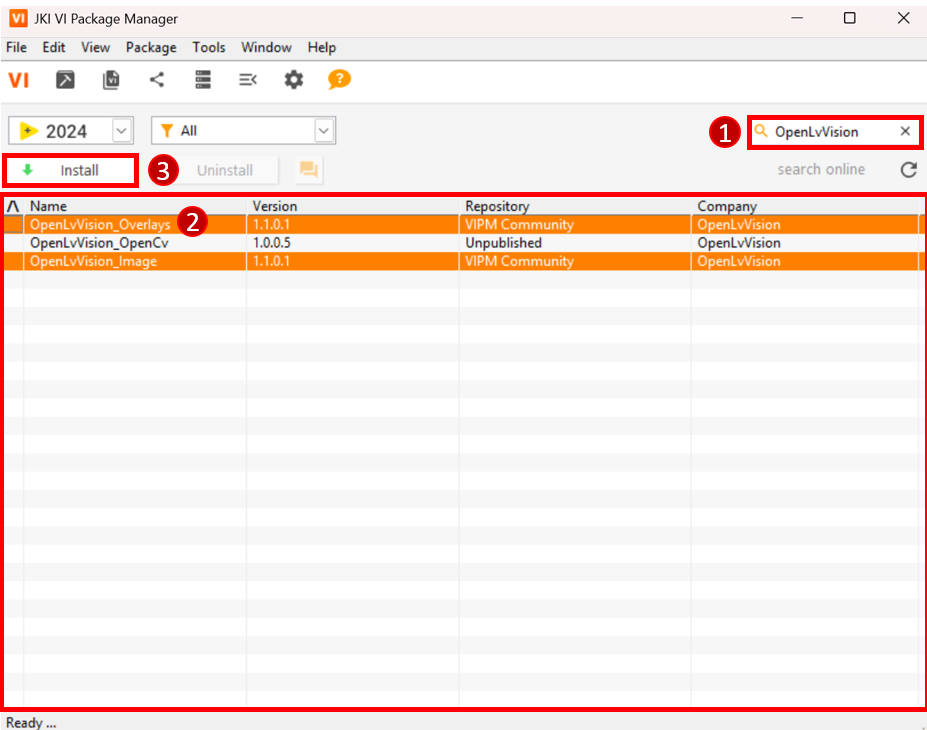 VI JKI VI Package Manager
File Edit View Package Tools Window Help
VI VI ?
2024 All 1 OpenLvVision
Install 3 Uninstall search online
Name Version Repository Company
OpenLvVision_Overlays 2 1.1.0.1 VIPM Community OpenLvVision
OpenLvVision_OpenCv 1.0.0.5 Unpublished OpenLvVision
OpenLvVision_Image 1.1.0.1 VIPM Community OpenLvVision
Ready ...